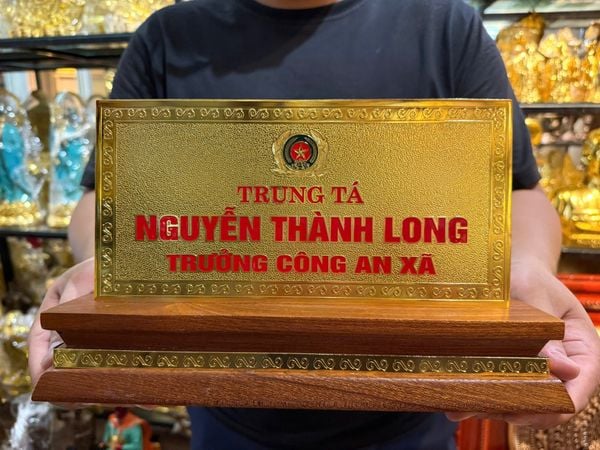 TRUNG TÁ
NGUYỄN THÀNH LONG
TRƯỞNG CÔNG AN XÃ